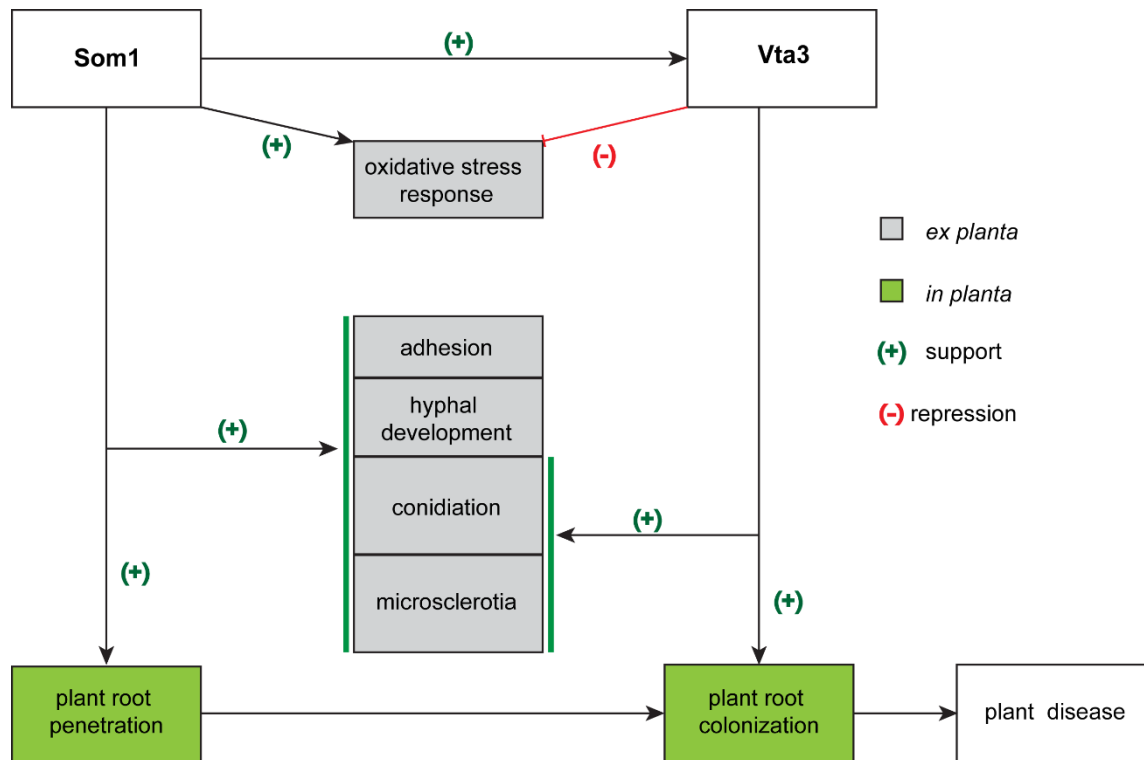 Som1
(+)
Vta3
(+)
(-)
oxidative stress
response
ex planta
in planta
(+) support
(-) repression
adhesion
hyphal
development
(+)
conidiation
(+)
microsclerotia
(+)
(+)
plant root
penetration
plant root
colonization
plant disease